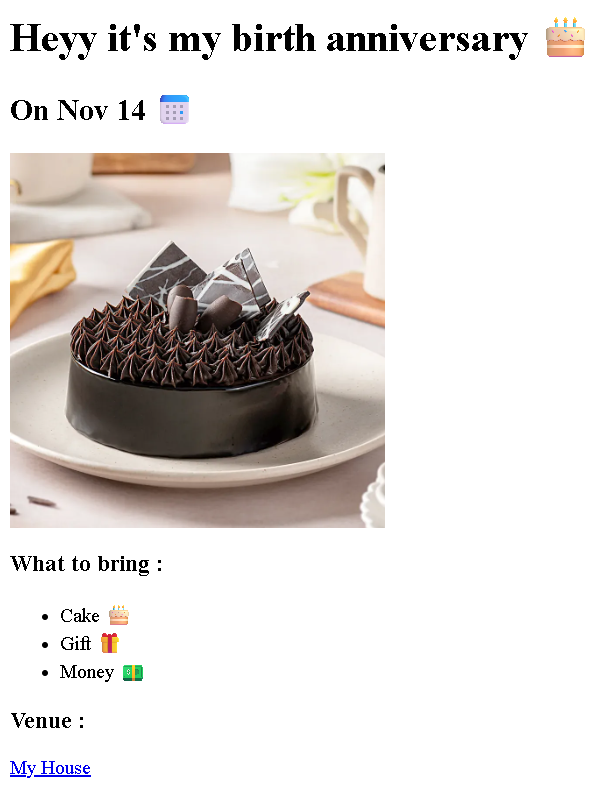 Heyy it's my birth anniversary 🎂
On Nov 14 📅
What to bring :
• Cake 🎂
• Gift 🎁
• Money 💵
Venue :
My House